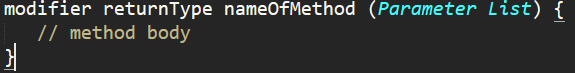 modifier returnType nameOfMethod (Parameter List) {
// method body
}